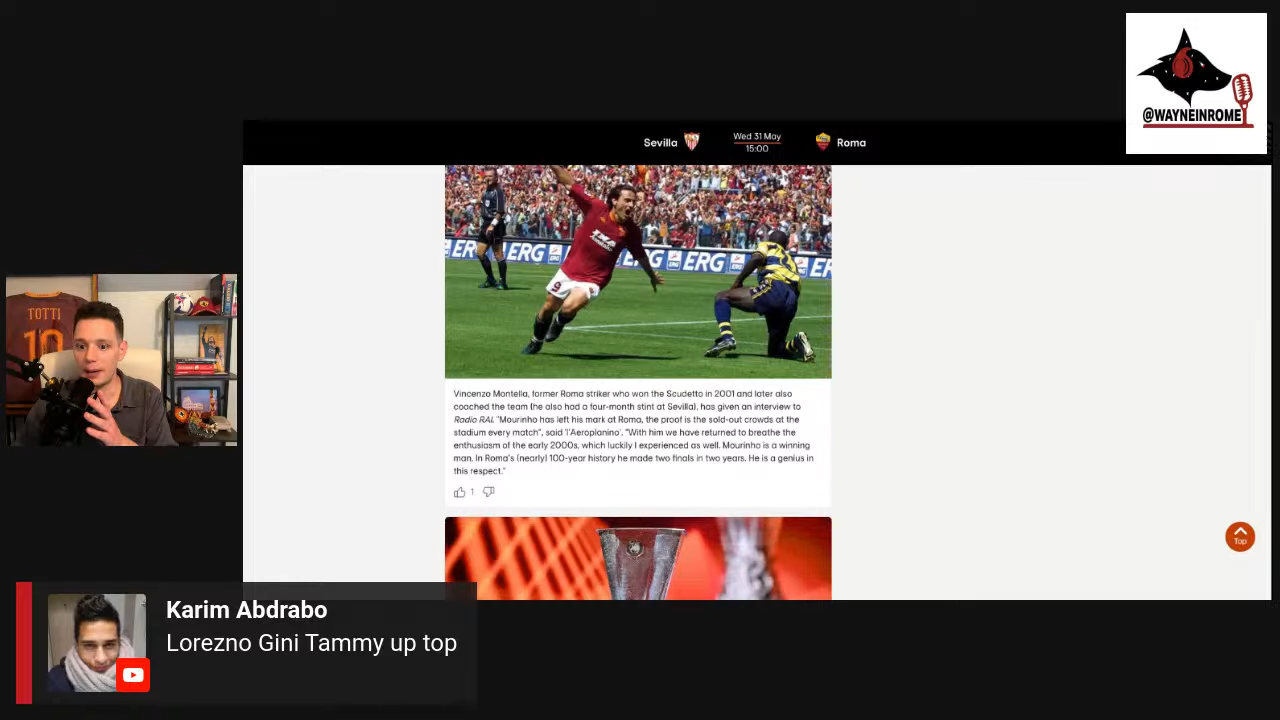 @WAYNEINROME
Sevilla
Wed 31 May
15:00
Roma
ERG
ERG
ERG
ERG
9
TOTTI
10
Vincenzo Montella, former Roma striker who won the Scudetto in 2001 and later also
coached the team (he also had a four-month stint at Sevilla), has given an interview to
Radio RAI. "Mourinho has left his mark at Roma, the proof is the sold-out crowds at the
stadium every match", said 'l'Aeroplanino'. "With him we have returned to breathe the
enthusiasm of the early 2000s, which luckily I experienced as well. Mourinho is a winning
man. In Roma's (nearly) 100-year history he made two finals in two years. He is a genius in
this respect."
1
Top
Karim Abdrabo
Lorezno Gini Tammy up top